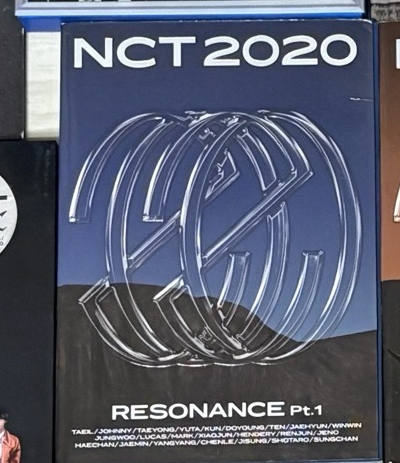 NCT 2020
RESONANCE Pt.1
TAEIL/JOHNNY/TAEYONG/YUTA/KUN/DOYOUNG/TEN/JAEHYUN/WINWIN
JUNGWOO/LUCAS/MARK/XIAOJUN/HENDERY/RENJUN/JENO
HAECHAN/JAEMIN/YANGYANG/CHENLE/JISUNG/SHOTARO/SUNGCHAN